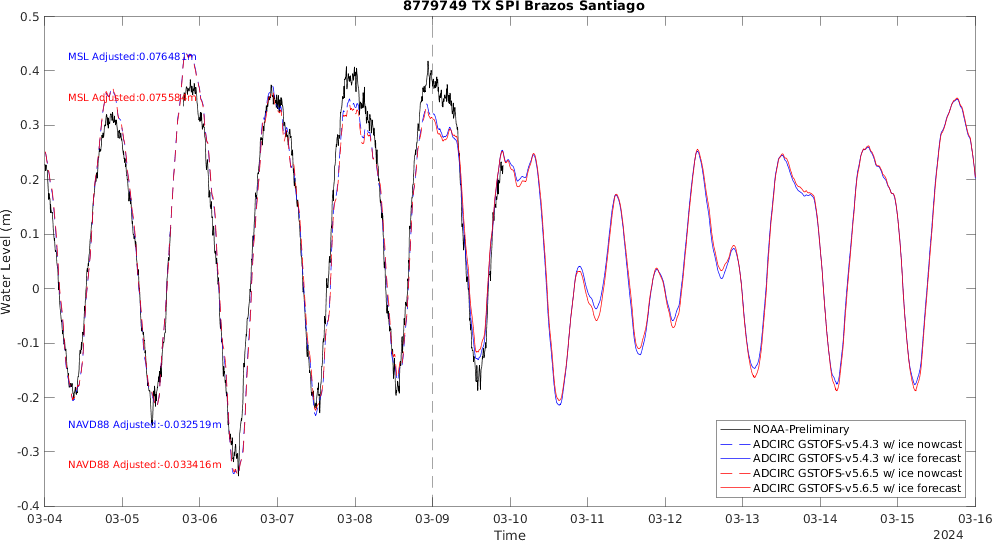 8779749 TX SPI Brazos Santiago
0.5
0.4
0.3
0.2
0.1
0
-0.1
-0.2
-0.3
-0.4
Water Level (m)
MSL Adjusted:0.076481m
MSL Adjusted:0.075584m
NAVD88 Adjusted:-0.032519m
NAVD88 Adjusted:-0.033416m
NOAA-Preliminary
ADCIRC GSTOFS-v5.4.3 w/ ice nowcast
ADCIRC GSTOFS-v5.4.3 w/ ice forecast
ADCIRC GSTOFS-v5.6.5 w/ ice nowcast
ADCIRC GSTOFS-v5.6.5 w/ ice forecast
03-04 03-05 03-06 03-07 03-08 03-09 03-10 03-11 03-12 03-13 03-14 03-15 03-16
Time
2024